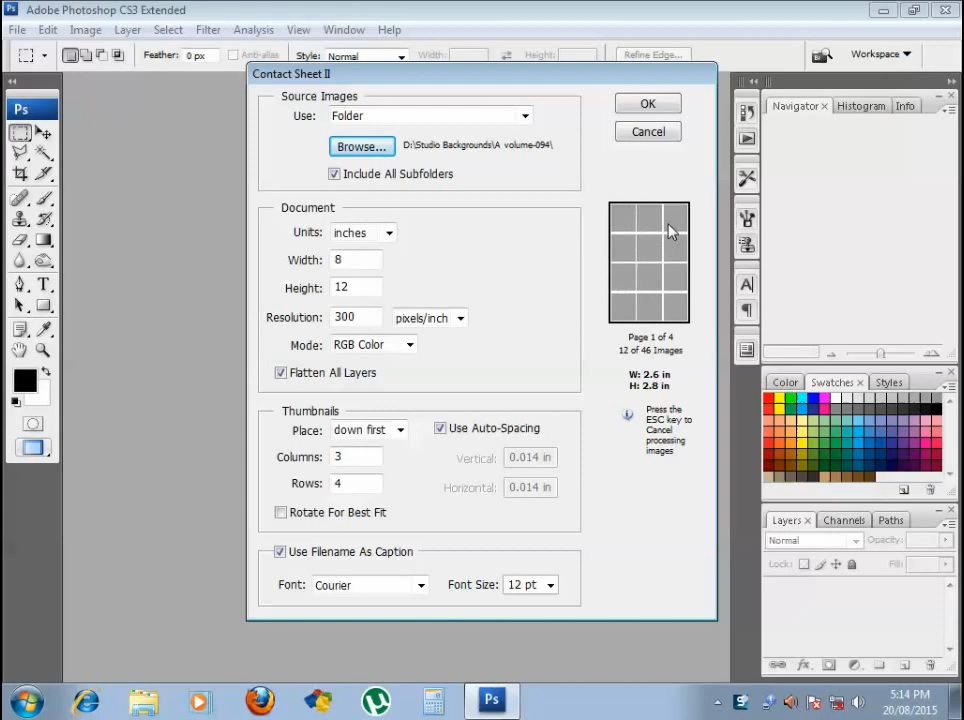 Ps Adobe Photoshop CS3 Extended
File Edit Image Layer Select Filter Analysis View Window Help
Feather: 0 px Anti-alias Style: Normal Width: Height: Refine Edge... Workspace
Contact Sheet II
Source Images
Use: Folder
Browse... D:\Studio Backgrounds\A volume-094\
Include All Subfolders
OK
Cancel
Document
Units: inches
Width: 8
Height: 12
Resolution: 300 pixels/inch
Mode: RGB Color
Flatten All Layers
Thumbnails
Place: down first
Use Auto-Spacing
Columns: 3
Vertical: 0.014 in
Rows: 4
Horizontal: 0.014 in
Rotate For Best Fit
Use Filename As Caption
Font: Courier Font Size: 12 pt
Page 1 of 4
12 of 46 Images
W: 2.6 in
H: 2.8 in
Press the
ESC key to
Cancel
processing
images
Ps
Navigator Histogram Info
Color Swatches Styles
Layers Channels Paths
Normal Opacity:
Lock: Fill:
Ps
5:14 PM
20/08/2015